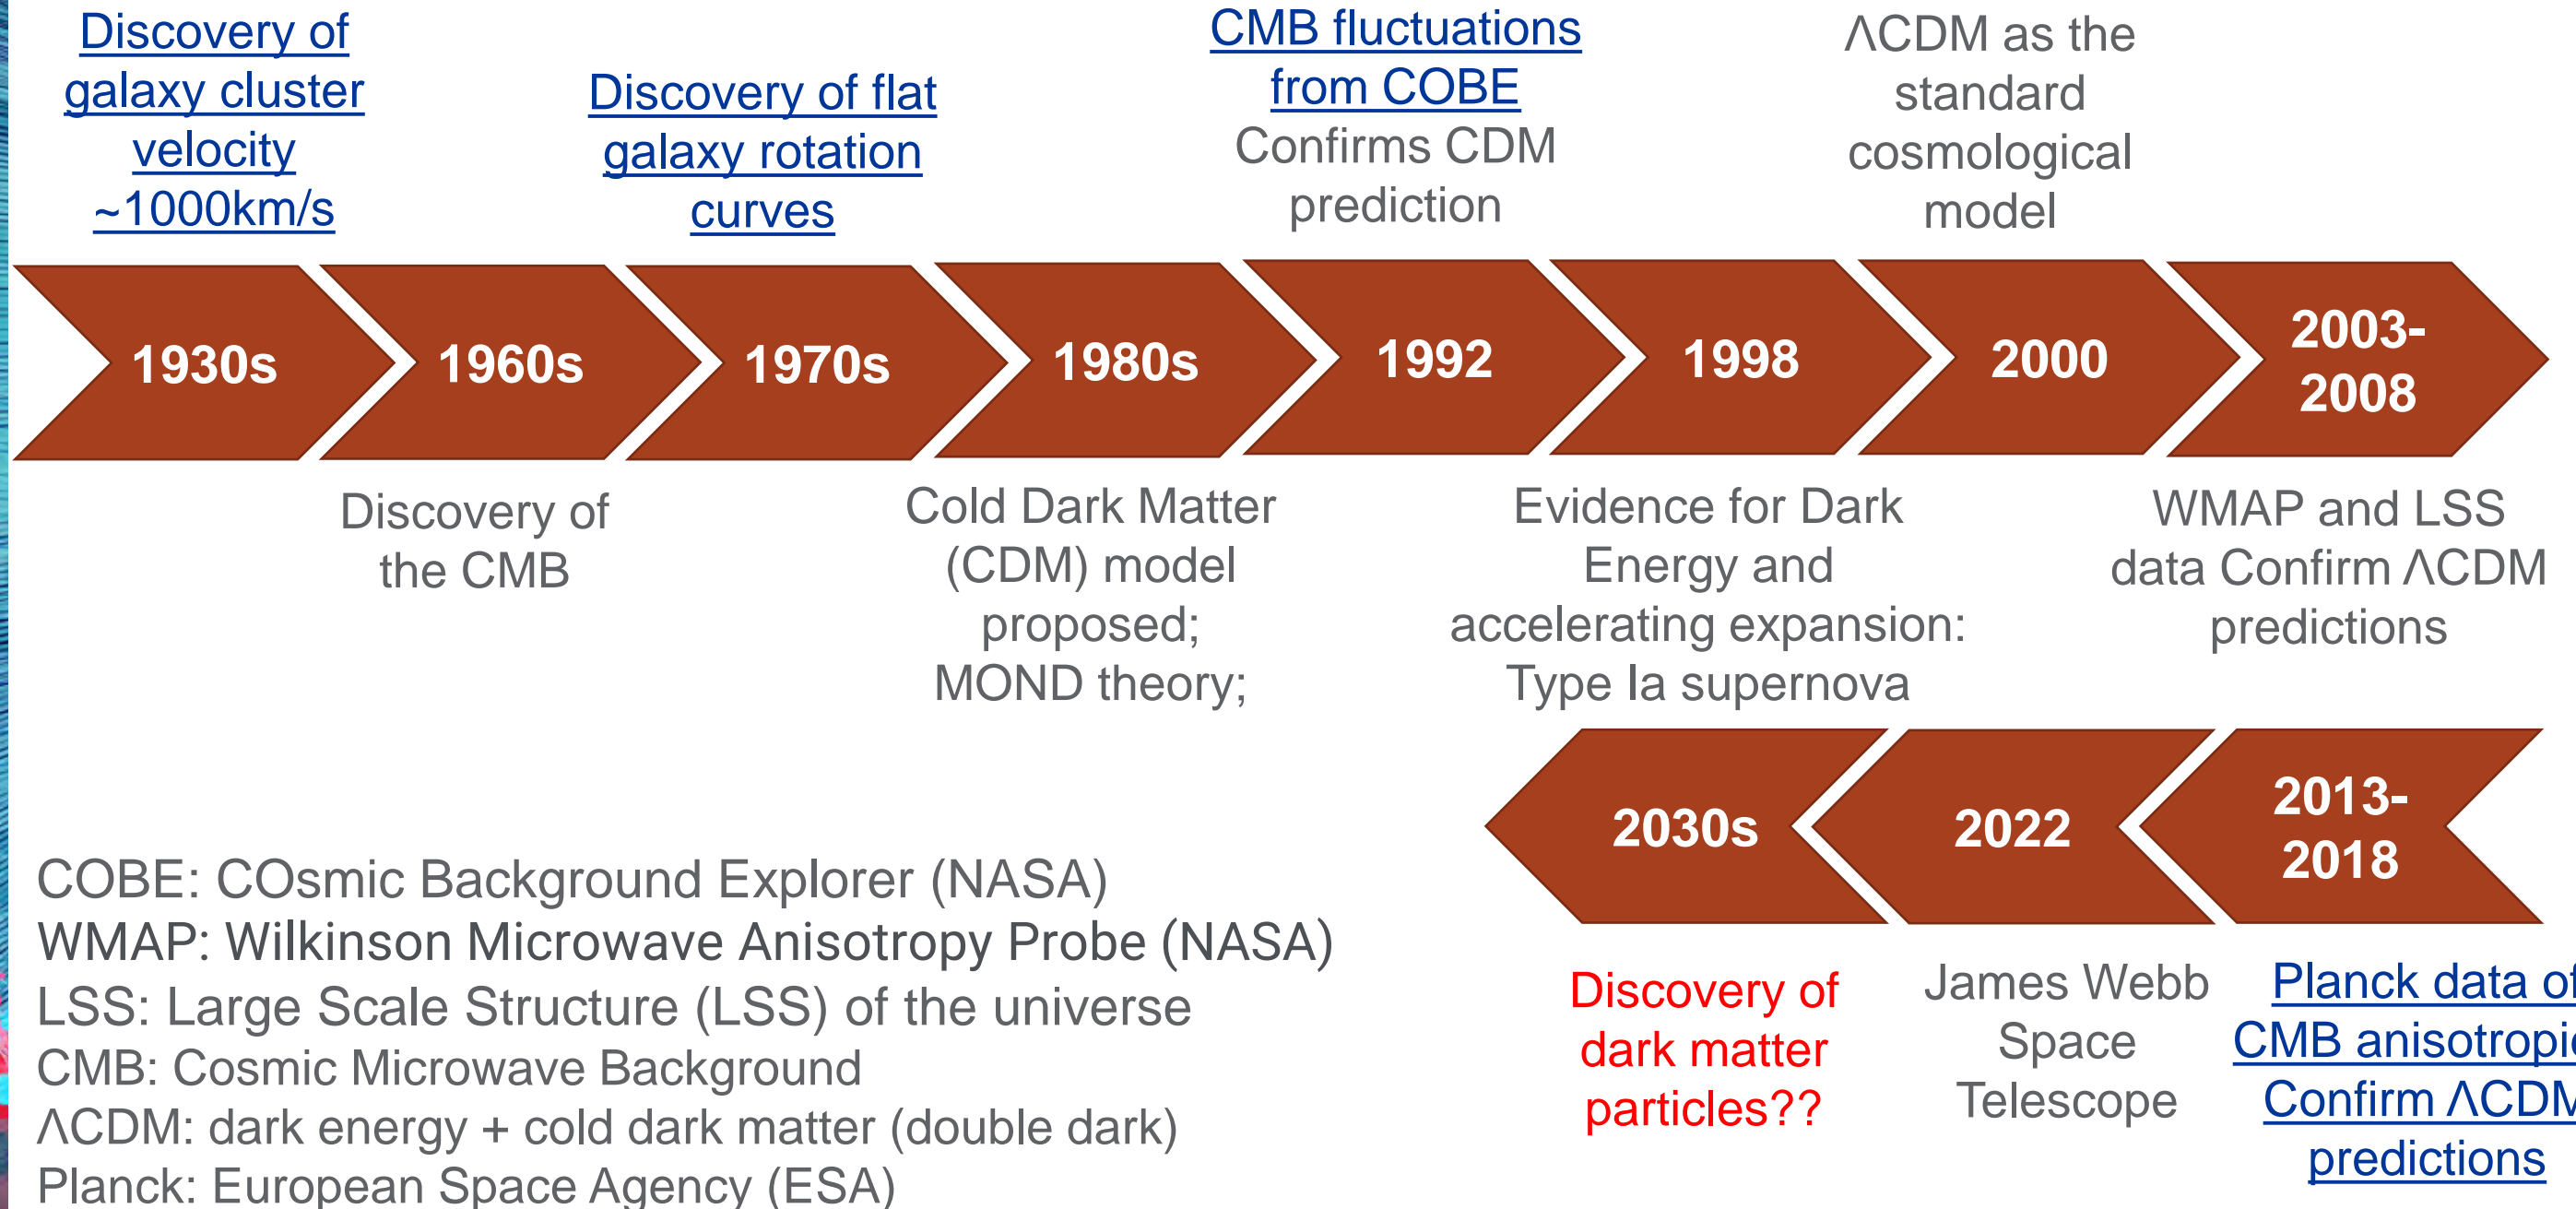 Discovery of
galaxy cluster
velocity
~1000km/s
Discovery of flat
galaxy rotation
curves
CMB fluctuations
from COBE
Confirms CDM
prediction
ΛCDM as the
standard
cosmological
model
1930s
1960s
1970s
1980s
1992
1998
2000
2003-
2008
Discovery of
the CMB
Cold Dark Matter
(CDM) model
proposed;
MOND theory;
Evidence for Dark
Energy and
accelerating expansion:
Type Ia supernova
WMAP and LSS
data Confirm ΛCDM
predictions
2030s
2022
2013-
2018
Discovery of
dark matter
particles??
James Webb
Space
Telescope
Planck data of
CMB anisotropic
Confirm ΛCDM
predictions
COBE: COsmic Background Explorer (NASA)
WMAP: Wilkinson Microwave Anisotropy Probe (NASA)
LSS: Large Scale Structure (LSS) of the universe
CMB: Cosmic Microwave Background
ΛCDM: dark energy + cold dark matter (double dark)
Planck: European Space Agency (ESA)